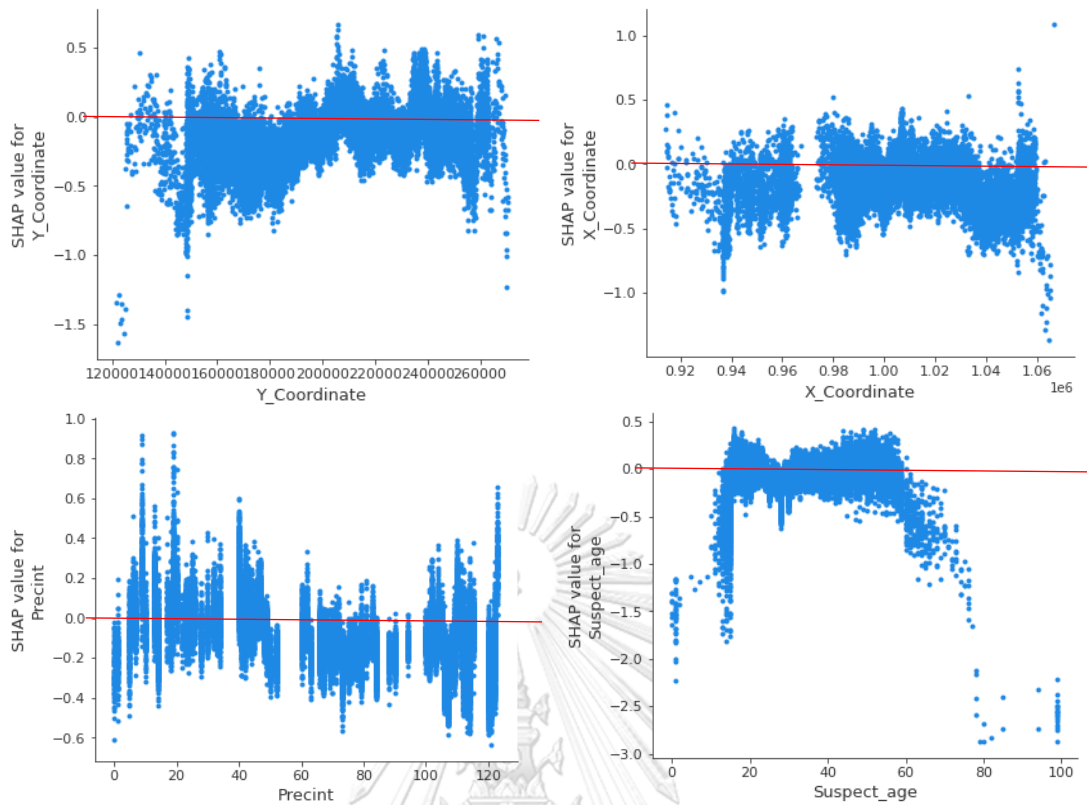 0.5
0.0
−0.5
−1.0
−1.5
SHAP value for
Y_Coordinate
120000 140000 160000 180000 200000 220000 240000 260000
Y_Coordinate
1.0
0.5
0.0
−0.5
−1.0
SHAP value for
X_Coordinate
0.92 0.94 0.96 0.98 1.00 1.02 1.04 1.06
1e6
X_Coordinate
1.0
0.8
0.6
0.4
0.2
0.0
−0.2
−0.4
−0.6
SHAP value for
Precint
0 20 40 60 80 100 120
Precint
0.5
0.0
−0.5
−1.0
−1.5
−2.0
−2.5
−3.0
SHAP value for
Suspect_age
0 20 40 60 80 100
Suspect_age